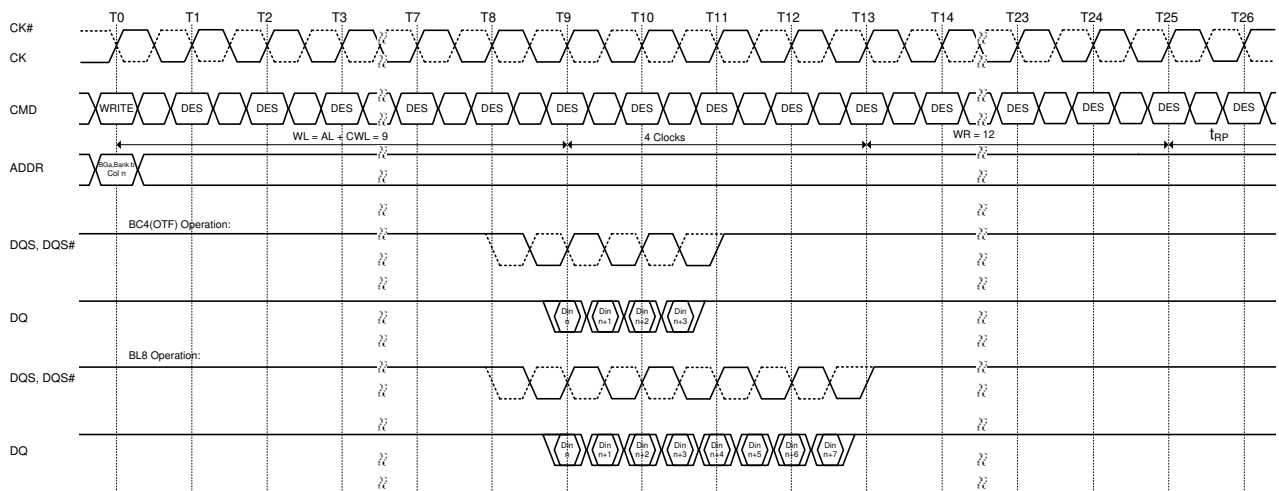 T0 T1 T2 T3 T7 T8 T9 T10 T11 T12 T13 T14 T23 T24 T25 T26
CK#
CK
CMD WRITE DES DES DES DES DES DES DES DES DES DES DES DES DES DES DES
WL = AL + CWL = 9 4 Clocks WR = 12 tRP
ADDR BGa,Bank b
Col n
BC4(OTF) Operation:
DQS, DQS#
DQ Din n Din n+1 Din n+2 Din n+3
BL8 Operation:
DQS, DQS#
DQ Din n Din n+1 Din n+2 Din n+3 Din n+4 Din n+5 Din n+6 Din n+7